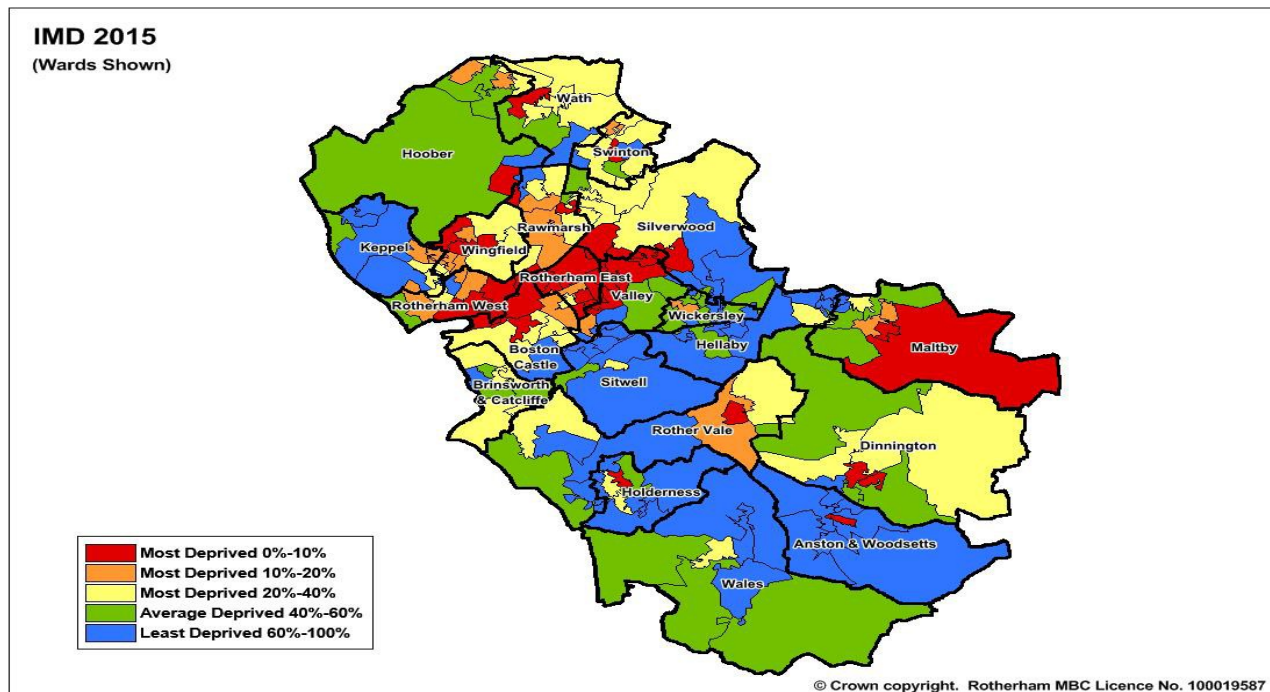 IMD 2015
(Wards Shown)
Wath
Hoober
Swinton
Silverwood
Rawmarsh
Keppel
Wingfield
Rotherham East
Rotherham West
Valley
Wickersley
Maltby
Hellaby
Boston
Castle
Sitwell
Brinsworth
& Catcliffe
Rother Vale
Dinnington
Holderness
Anston & Woodsetts
Wales
Most Deprived 0%-10%
Most Deprived 10%-20%
Most Deprived 20%-40%
Average Deprived 40%-60%
Least Deprived 60%-100%
© Crown copyright. Rotherham MBC Licence No. 100019587